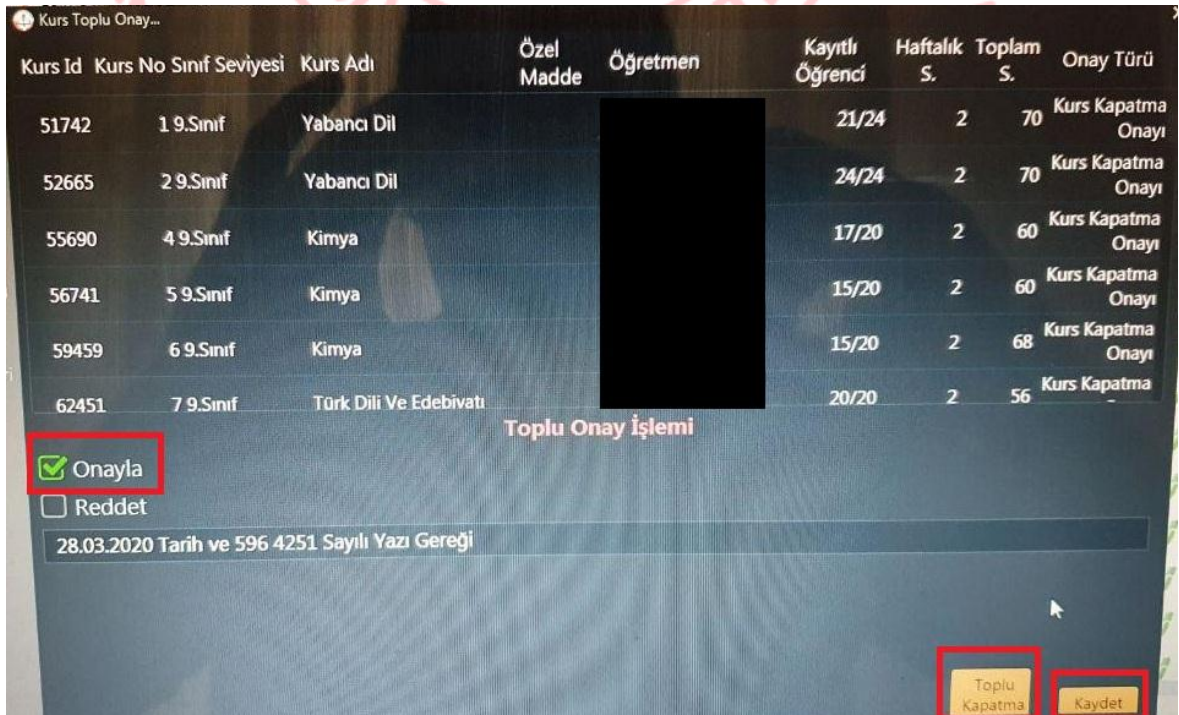 Kurs Toplu Onay...
Kurs Id Kurs No Sınıf Seviyesi Kurs Adı Özel Madde Öğretmen Kayıtlı Öğrenci Haftalık S. Toplam S. Onay Türü
51742 1 9.Sınıf Yabancı Dil 21/24 2 70 Kurs Kapatma Onayı
52665 2 9.Sınıf Yabancı Dil 24/24 2 70 Kurs Kapatma Onayı
55690 4 9.Sınıf Kimya 17/20 2 60 Kurs Kapatma Onayı
56741 5 9.Sınıf Kimya 15/20 2 60 Kurs Kapatma Onayı
59459 6 9.Sınıf Kimya 15/20 2 68 Kurs Kapatma Onayı
62451 7 9.Sınıf Türk Dili Ve Edebiyatı 20/20 2 56 Kurs Kapatma
Toplu Onay İşlemi
Onayla
Reddet
28.03.2020 Tarih ve 596 4251 Sayılı Yazı Gereği
Toplu Kapatma
Kaydet